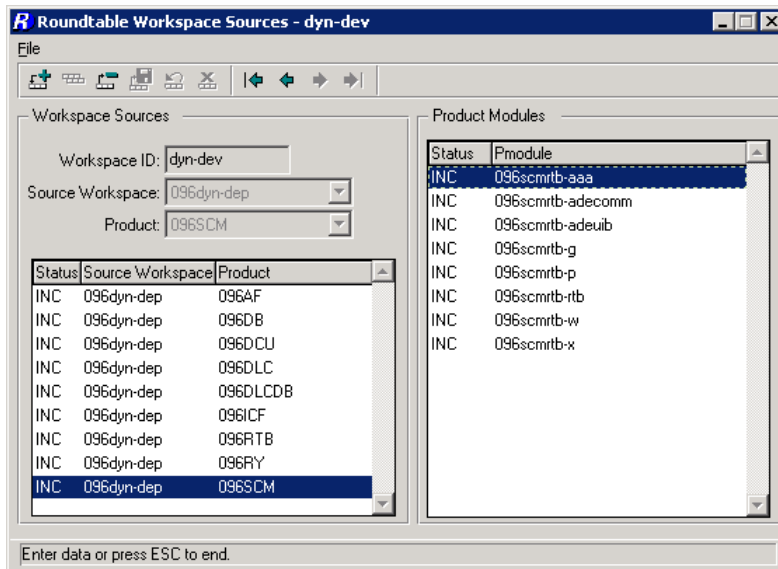 Roundtable Workspace Sources - dyn-dev
File
Workspace Sources
Workspace ID: dyn-dev
Source Workspace: 096dyn-dep
Product: 096SCM
Status Source Workspace Product
INC 096dyn-dep 096AF
INC 096dyn-dep 096DB
INC 096dyn-dep 096DCU
INC 096dyn-dep 096DLC
INC 096dyn-dep 096DLCDB
INC 096dyn-dep 096ICF
INC 096dyn-dep 096RTB
INC 096dyn-dep 096RY
INC 096dyn-dep 096SCM
Product Modules
Status Pmodule
INC 096scmrtb-aaa
INC 096scmrtb-adecomm
INC 096scmrtb-adeuib
INC 096scmrtb-g
INC 096scmrtb-p
INC 096scmrtb-rtb
INC 096scmrtb-w
INC 096scmrtb-x
Enter data or press ESC to end.